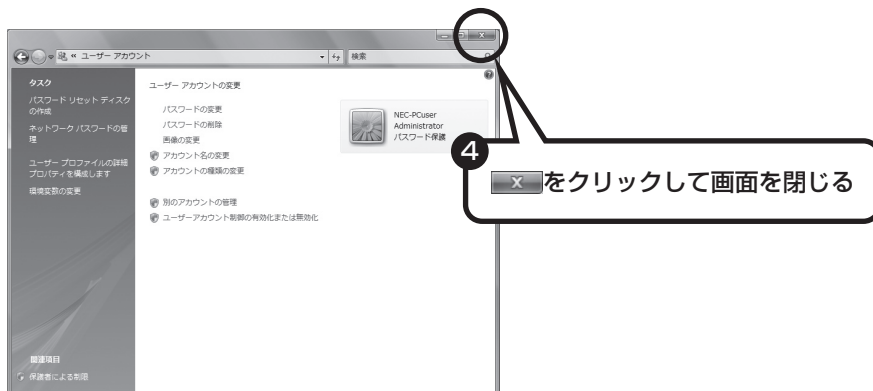 « ユーザー アカウント
検索
タスク
パスワード リセット ディスク
の作成
ネットワーク パスワードの管
理
ユーザー プロファイルの詳細
プロパティを構成します
環境変数の変更
関連項目
保護者による制限
ユーザー アカウントの変更
パスワードの変更
パスワードの削除
画像の変更
アカウント名の変更
アカウントの種類の変更
別のアカウントの管理
ユーザーアカウント制御の有効化または無効化
NEC-PCuser
Administrator
パスワード保護
4
x をクリックして画面を閉じる